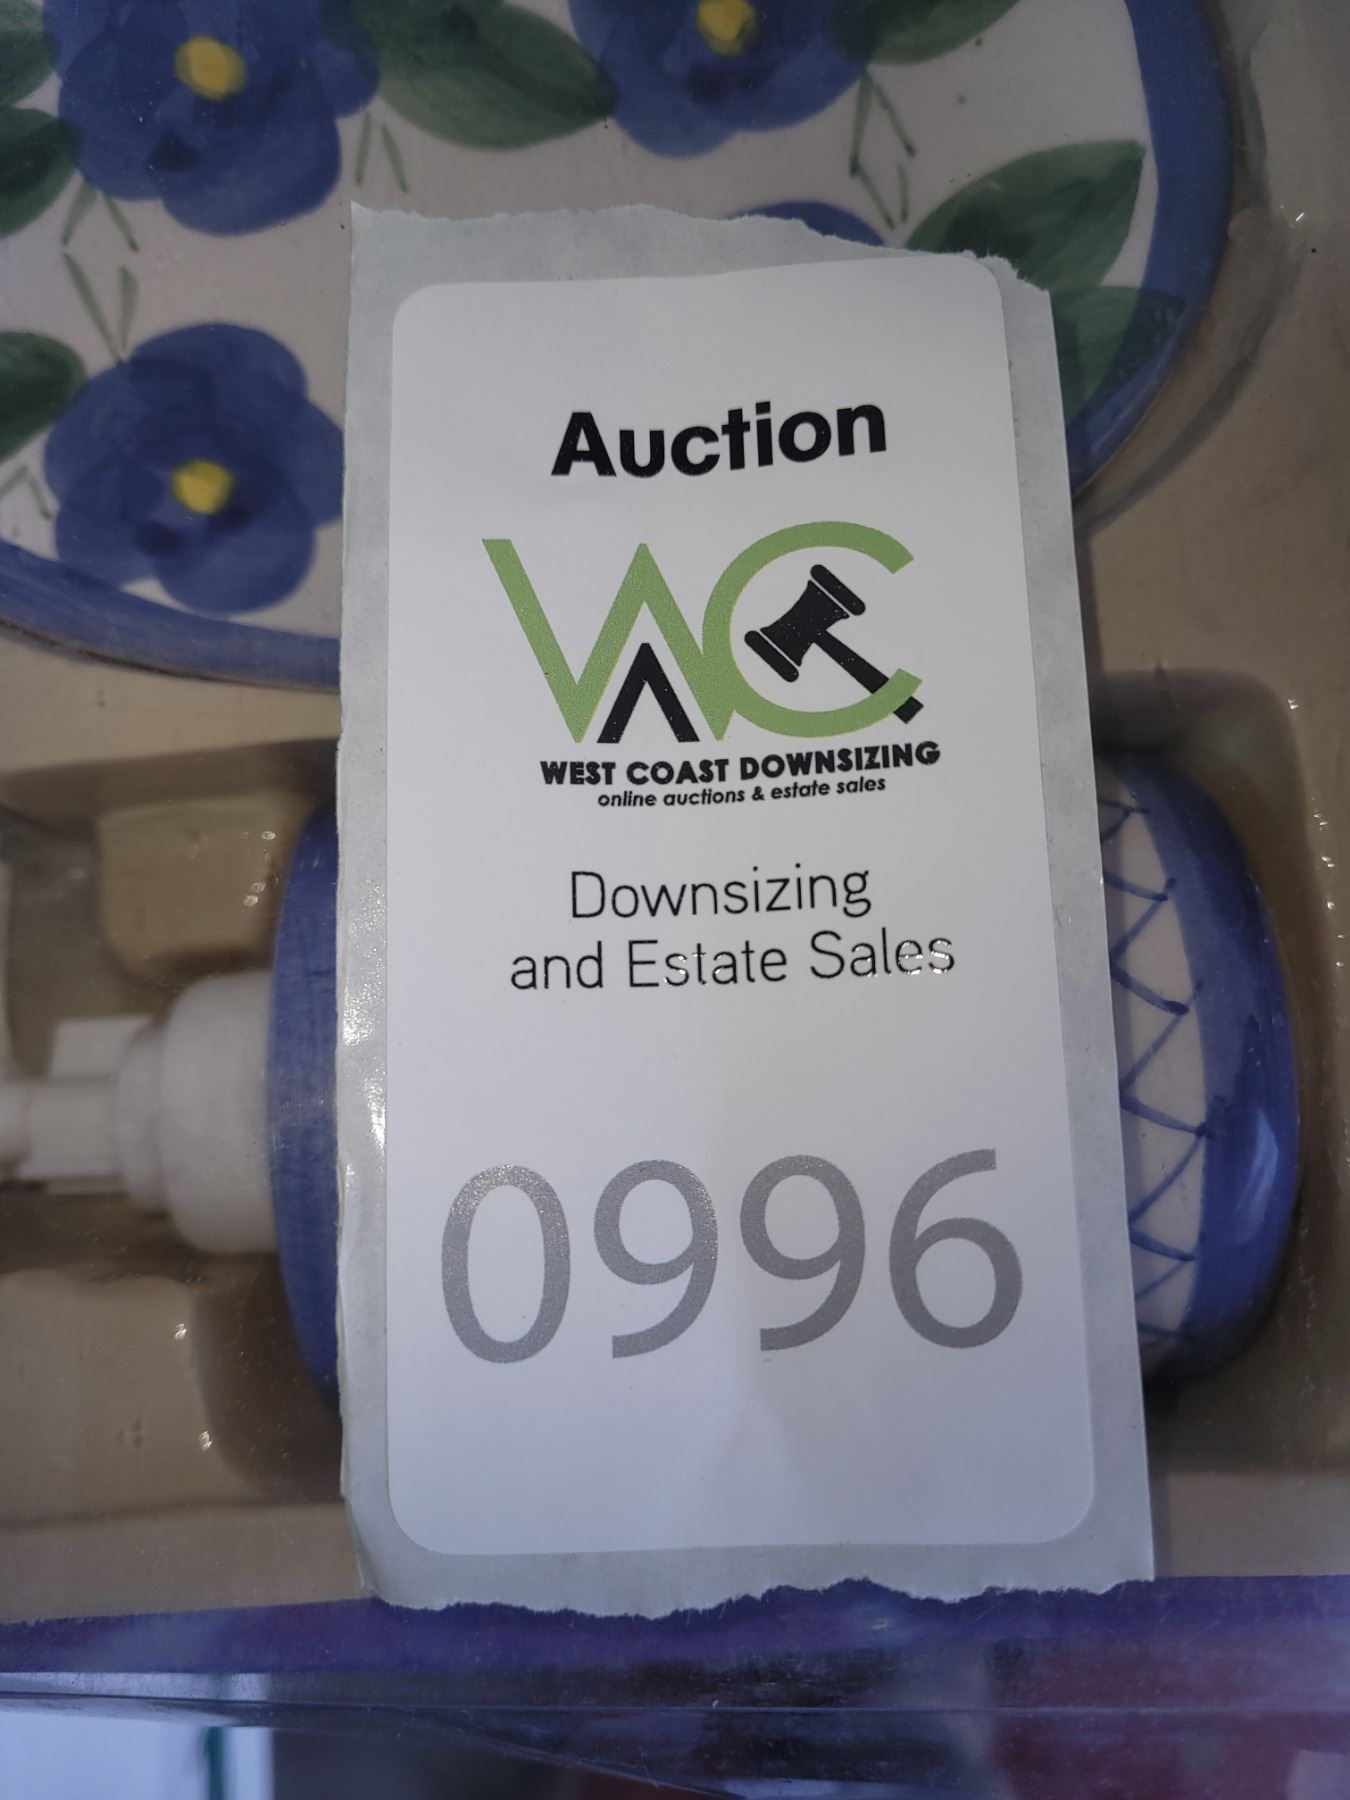 Auction
WC
WEST COAST DOWNSIZING
online auctions & estate sales
Downsizing
and Estate Sales
0996